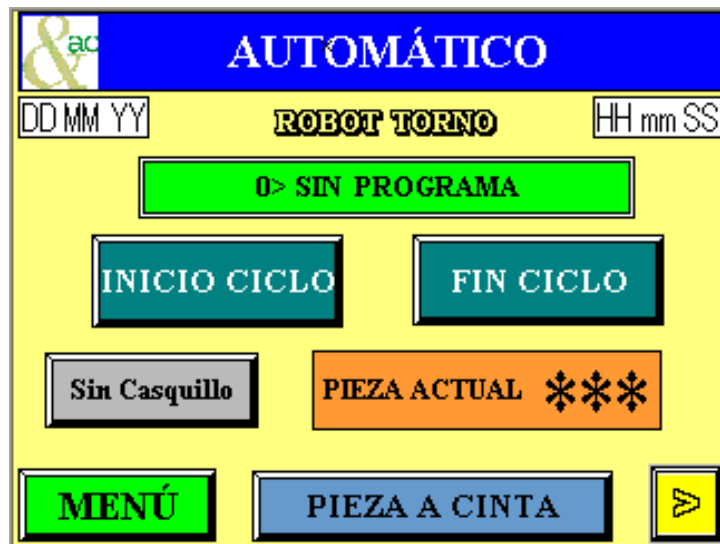 &ac
AUTOMÁTICO
DD MM YY
ROBOT TORNO
HH mm SS
0> SIN PROGRAMA
INICIO CICLO
FIN CICLO
Sin Casquillo
PIEZA ACTUAL ***
MENÚ
PIEZA A CINTA
>